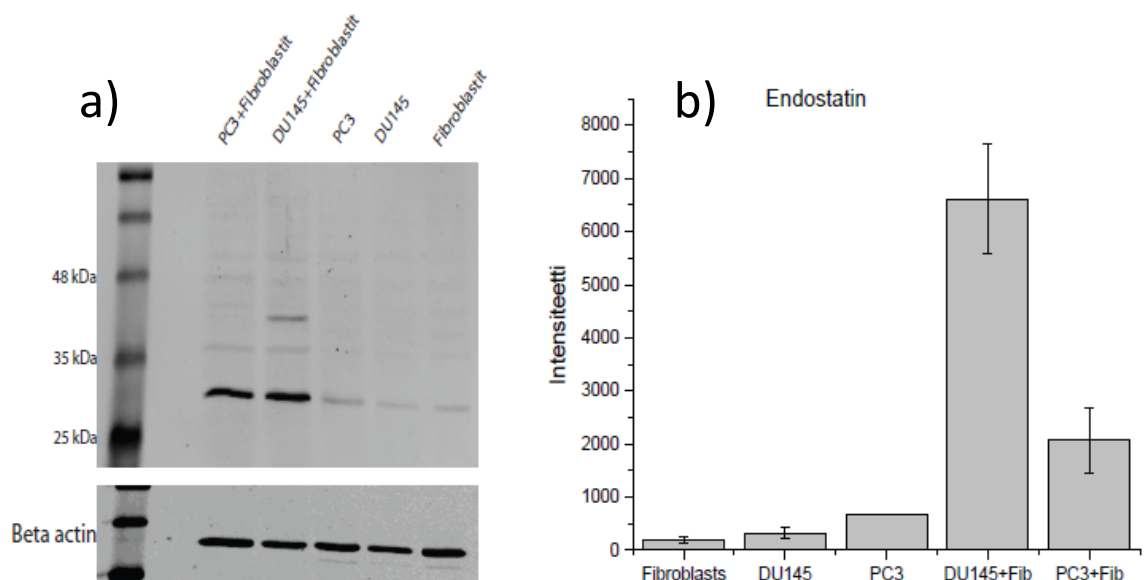 a)
PC3+Fibroblastit
DU145+Fibroblastit
PC3
DU145
Fibroblastit
48 kDa
35 kDa
25 kDa
Beta actin
b)
Endostatin
Intensiteetti
8000
7000
6000
5000
4000
3000
2000
1000
0
Fibroblasts DU145 PC3 DU145+Fib PC3+Fib